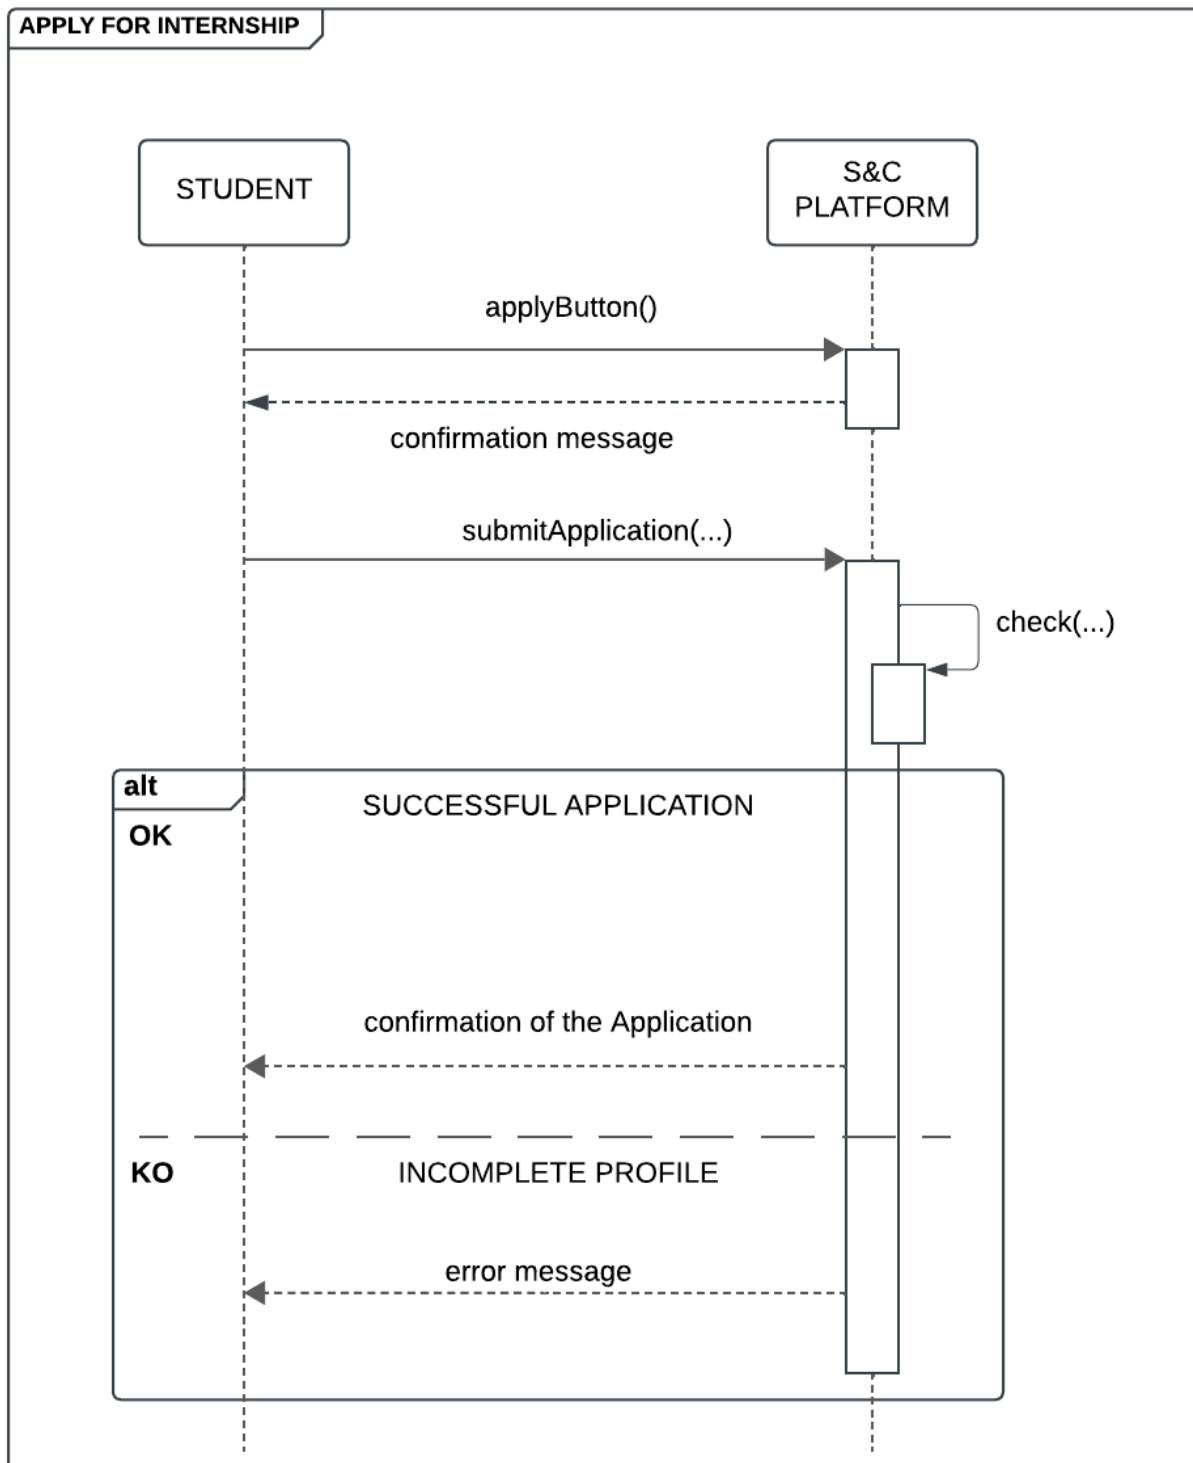 APPLY FOR INTERNSHIP
STUDENT
S&C
PLATFORM
applyButton()
confirmation message
submitApplication(...)
check(...)
alt
SUCCESSFUL APPLICATION
OK
confirmation of the Application
KO
INCOMPLETE PROFILE
error message